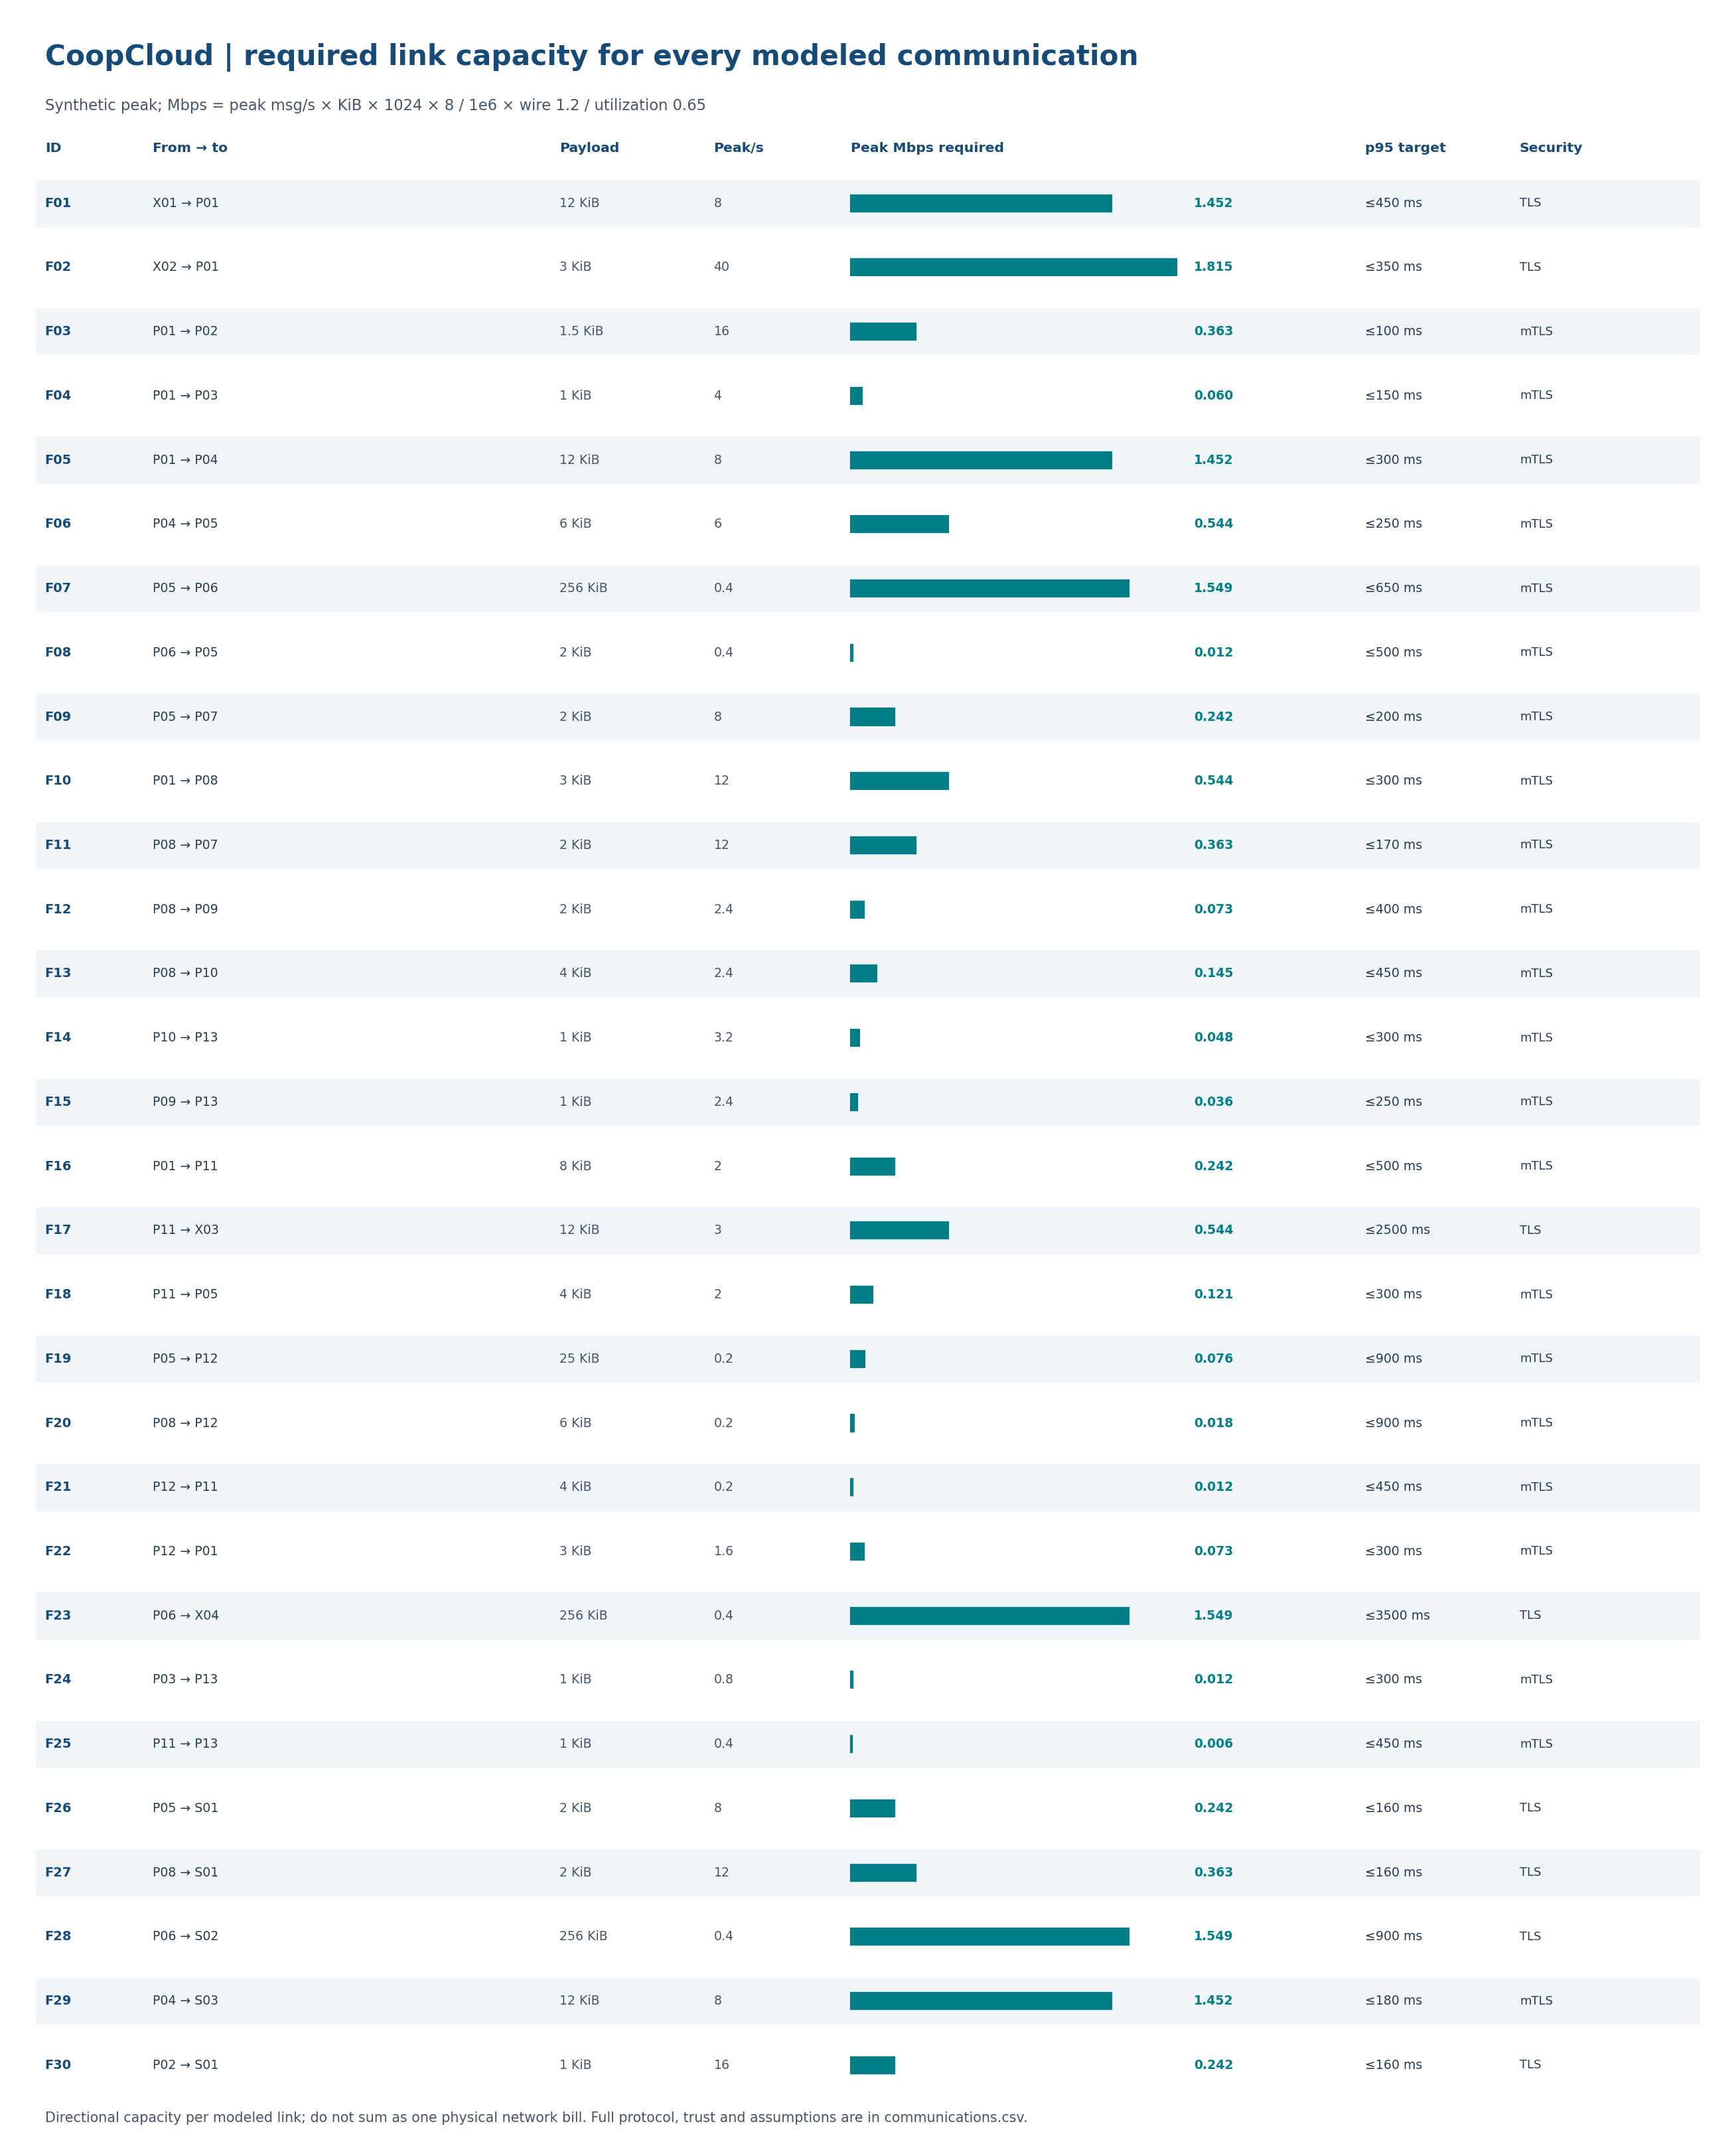 CoopCloud | required link capacity for every modeled communication
Synthetic peak; Mbps = peak msg/s × KiB × 1024 × 8 / 1e6 × wire 1.2 / utilization 0.65
ID From → to Payload Peak/s Peak Mbps required p95 target Security
F01 X01 → P01 12 KiB 8 1.452 ≤450 ms TLS
F02 X02 → P01 3 KiB 40 1.815 ≤350 ms TLS
F03 P01 → P02 1.5 KiB 16 0.363 ≤100 ms mTLS
F04 P01 → P03 1 KiB 4 0.060 ≤150 ms mTLS
F05 P01 → P04 12 KiB 8 1.452 ≤300 ms mTLS
F06 P04 → P05 6 KiB 6 0.544 ≤250 ms mTLS
F07 P05 → P06 256 KiB 0.4 1.549 ≤650 ms mTLS
F08 P06 → P05 2 KiB 0.4 0.012 ≤500 ms mTLS
F09 P05 → P07 2 KiB 8 0.242 ≤200 ms mTLS
F10 P01 → P08 3 KiB 12 0.544 ≤300 ms mTLS
F11 P08 → P07 2 KiB 12 0.363 ≤170 ms mTLS
F12 P08 → P09 2 KiB 2.4 0.073 ≤400 ms mTLS
F13 P08 → P10 4 KiB 2.4 0.145 ≤450 ms mTLS
F14 P10 → P13 1 KiB 3.2 0.048 ≤300 ms mTLS
F15 P09 → P13 1 KiB 2.4 0.036 ≤250 ms mTLS
F16 P01 → P11 8 KiB 2 0.242 ≤500 ms mTLS
F17 P11 → X03 12 KiB 3 0.544 ≤2500 ms TLS
F18 P11 → P05 4 KiB 2 0.121 ≤300 ms mTLS
F19 P05 → P12 25 KiB 0.2 0.076 ≤900 ms mTLS
F20 P08 → P12 6 KiB 0.2 0.018 ≤900 ms mTLS
F21 P12 → P11 4 KiB 0.2 0.012 ≤450 ms mTLS
F22 P12 → P01 3 KiB 1.6 0.073 ≤300 ms mTLS
F23 P06 → X04 256 KiB 0.4 1.549 ≤3500 ms TLS
F24 P03 → P13 1 KiB 0.8 0.012 ≤300 ms mTLS
F25 P11 → P13 1 KiB 0.4 0.006 ≤450 ms mTLS
F26 P05 → S01 2 KiB 8 0.242 ≤160 ms TLS
F27 P08 → S01 2 KiB 12 0.363 ≤160 ms TLS
F28 P06 → S02 256 KiB 0.4 1.549 ≤900 ms TLS
F29 P04 → S03 12 KiB 8 1.452 ≤180 ms mTLS
F30 P02 → S01 1 KiB 16 0.242 ≤160 ms TLS
Directional capacity per modeled link; do not sum as one physical network bill. Full protocol, trust and assumptions are in communications.csv.